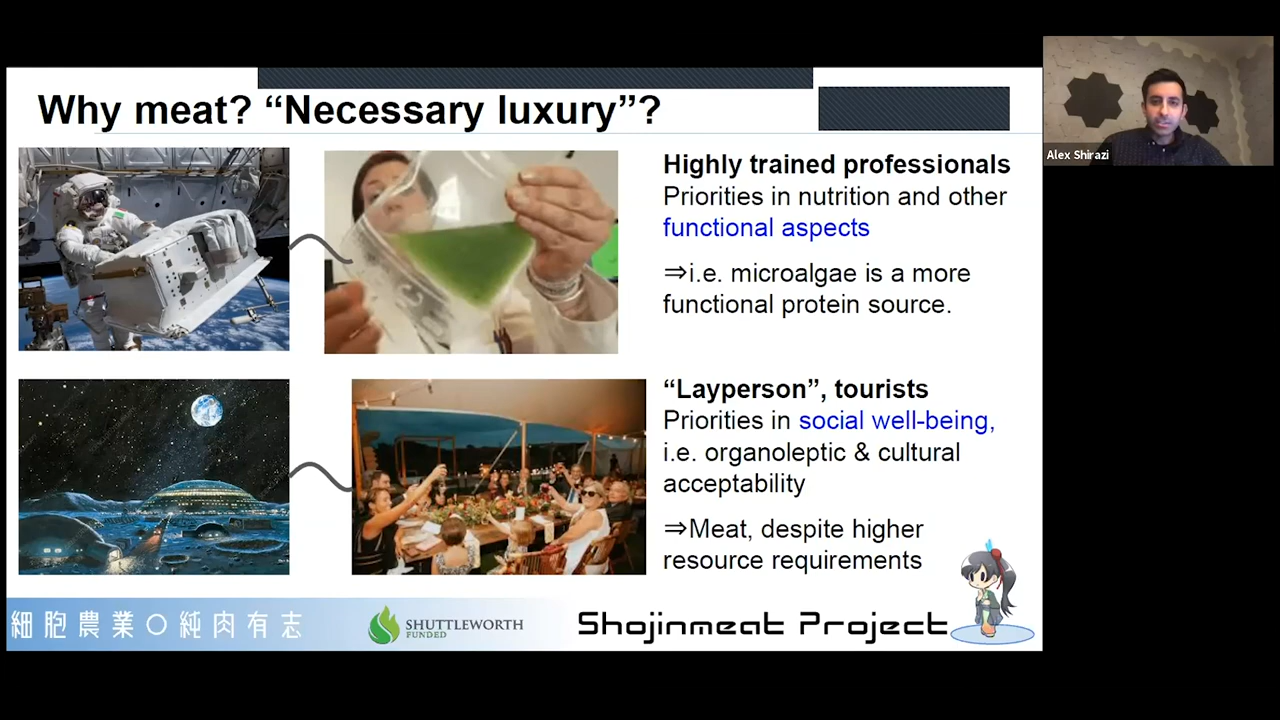 Why meat? “Necessary luxury”?
Highly trained professionals
Priorities in nutrition and other
functional aspects
⇒i.e. microalgae is a more
functional protein source.
“Layperson”, tourists
Priorities in social well-being,
i.e. organoleptic & cultural
acceptability
⇒Meat, despite higher
resource requirements
細胞農業〇純肉有志
SHUTTLEWORTH
FUNDED
Shojinmeat Project
Alex Shirazi